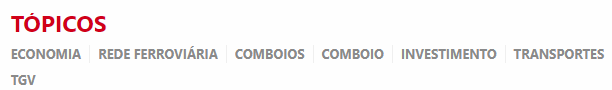 TÓPICOS
ECONOMIA REDE FERROVIÁRIA COMBOIOS COMBOIO INVESTIMENTO TRANSPORTES
TGV